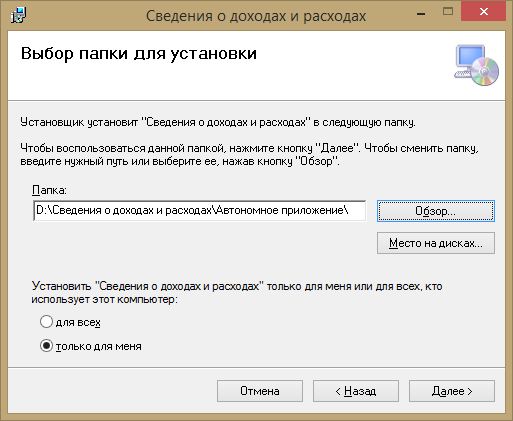 Сведения о доходах и расходах
Выбор папки для установки
Установщик установит "Сведения о доходах и расходах" в следующую папку.
Чтобы воспользоваться данной папкой, нажмите кнопку "Далее". Чтобы сменить папку,
введите нужный путь или выберите ее, нажав кнопку "Обзор".
Папка:
D:\Сведения о доходах и расходах\Автономное приложение\
Обзор...
Место на дисках...
Установить "Сведения о доходах и расходах" только для меня или для всех, кто
использует этот компьютер:
для всех
только для меня
Отмена
< Назад
Далее >